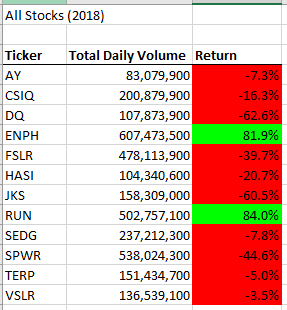 All Stocks (2018)
Ticker Total Daily Volume Return
AY 83,079,900 -7.3%
CSIQ 200,879,900 -16.3%
DQ 107,873,900 -62.6%
ENPH 607,473,500 81.9%
FSLR 478,113,900 -39.7%
HASI 104,340,600 -20.7%
JKS 158,309,000 -60.5%
RUN 502,757,100 84.0%
SEDG 237,212,300 -7.8%
SPWR 538,024,300 -44.6%
TERP 151,434,700 -5.0%
VSLR 136,539,100 -3.5%